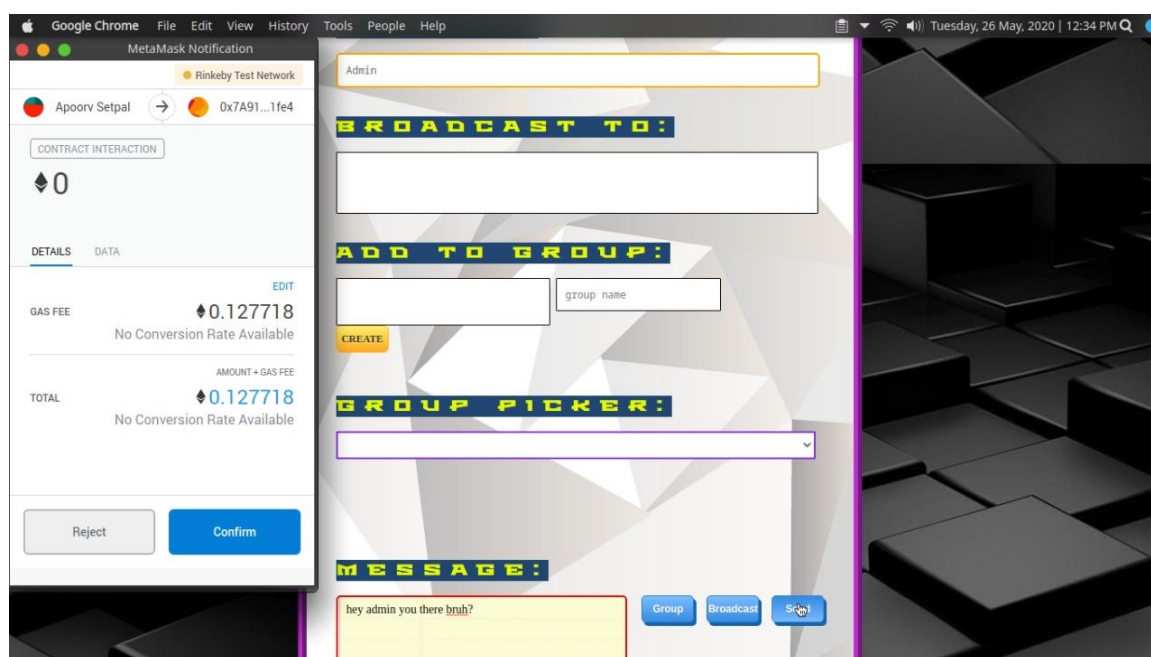 Google Chrome File Edit View History Tools People Help
Tuesday, 26 May, 2020 | 12:34 PM
MetaMask Notification
Rinkeby Test Network
Apoorv Setpal
0x7A91...1fe4
CONTRACT INTERACTION
0
DETAILS DATA
EDIT
GAS FEE 0.127718
No Conversion Rate Available
AMOUNT + GAS FEE
TOTAL 0.127718
No Conversion Rate Available
Reject Confirm
Admin
BROADCAST TO:
ADD TO GROUP:
group name
CREATE
GROUP PICKER:
MESSAGE:
hey admin you there bruh?
Group Broadcast